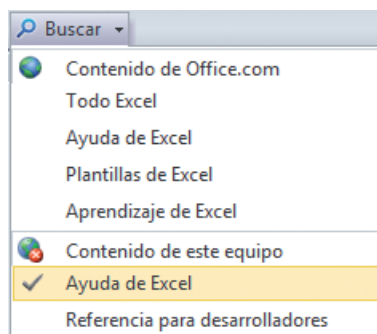 Buscar
Contenido de Office.com
Todo Excel
Ayuda de Excel
Plantillas de Excel
Aprendizaje de Excel
Contenido de este equipo
Ayuda de Excel
Referencia para desarrolladores